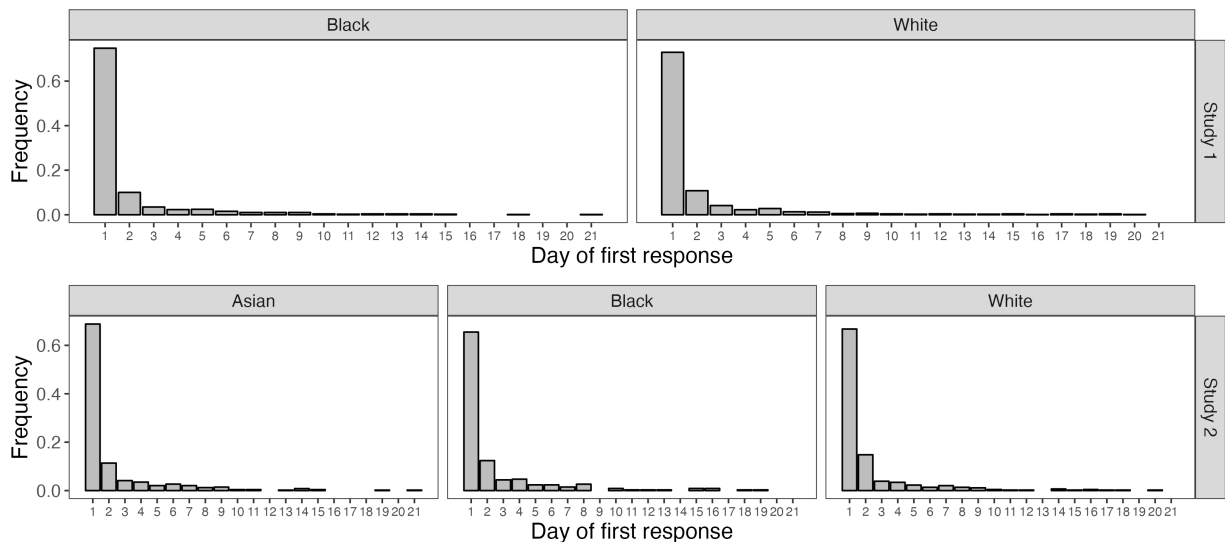 Black White
Frequency
0.6
0.4
0.2
0.0
Study 1
1 2 3 4 5 6 7 8 9 10 11 12 13 14 15 16 17 18 19 20 21 1 2 3 4 5 6 7 8 9 10 11 12 13 14 15 16 17 18 19 20 21
Day of first response
Asian Black White
Frequency
0.6
0.4
0.2
0.0
Study 2
1 2 3 4 5 6 7 8 9 10 11 12 13 14 15 16 17 18 19 20 21 1 2 3 4 5 6 7 8 9 10 11 12 13 14 15 16 17 18 19 20 21 1 2 3 4 5 6 7 8 9 10 11 12 13 14 15 16 17 18 19 20 21
Day of first response